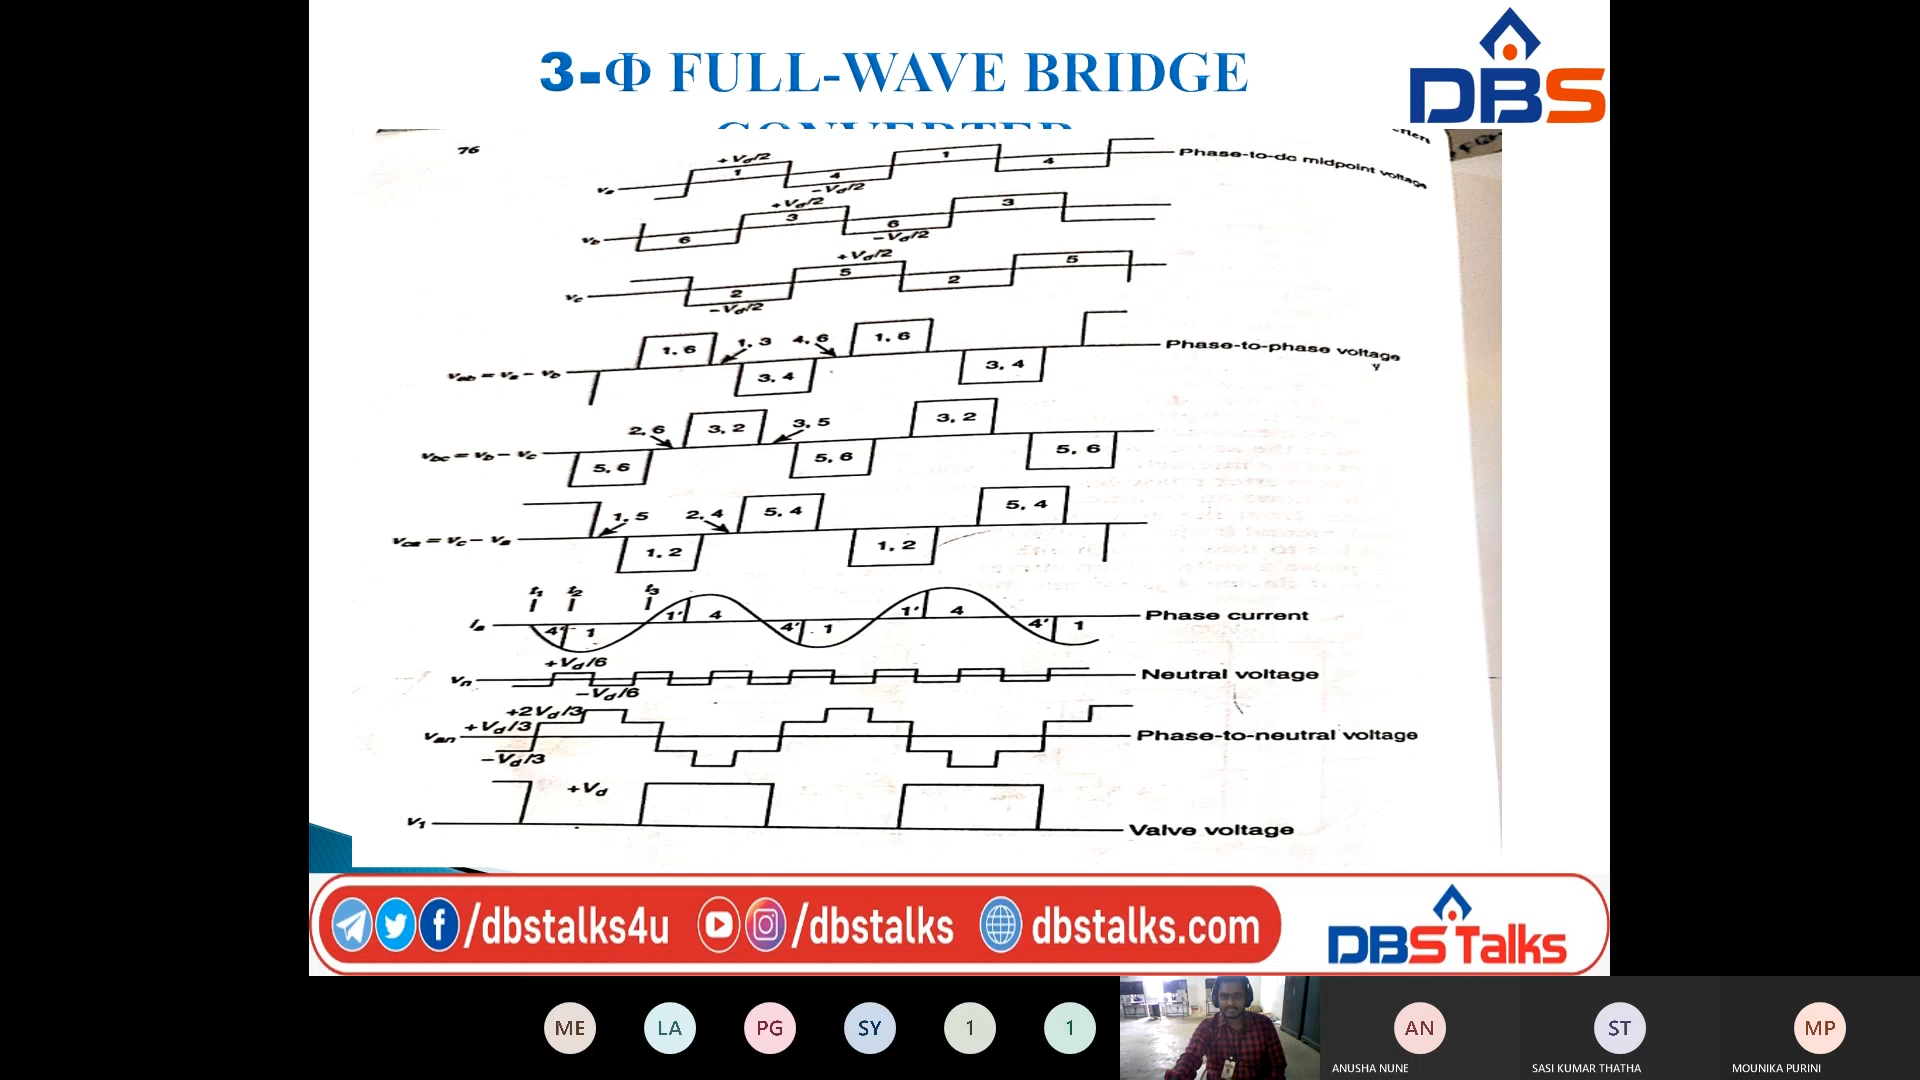 3-Φ FULL-WAVE BRIDGE
CONVERTER
DBS
76
+Vd/2
1
4
1
4
Phase-to-dc midpoint voltage
va
-Vd/2
+Vd/2
3
3
6
vb
6
-Vd/2
+Vd/2
5
5
2
2
vc
-Vd/2
1, 6
1, 3
4, 6
1, 6
Phase-to-phase voltage
vab = va - vb
3, 4
3, 4
2, 6
3, 2
3, 5
3, 2
vbc = vb - vc
5, 6
5, 6
5, 6
1, 5
2, 4
5, 4
5, 4
vca = vc - va
1, 2
1, 2
t1 t2 t3
1' 4
1' 4
Phase current
ia
4' 1
4' 1
4' 1
+Vd/6
vn
Neutral voltage
-Vd/6
+2Vd/3
+Vd/3
van
Phase-to-neutral voltage
-Vd/3
+Vd
v1
Valve voltage
/dbstalks4u /dbstalks dbstalks.com
DBS Talks
ME LA PG SY 1 1 AN ST MP
ANUSHA NUNE SASI KUMAR THATHA MOUNIKA PURINI